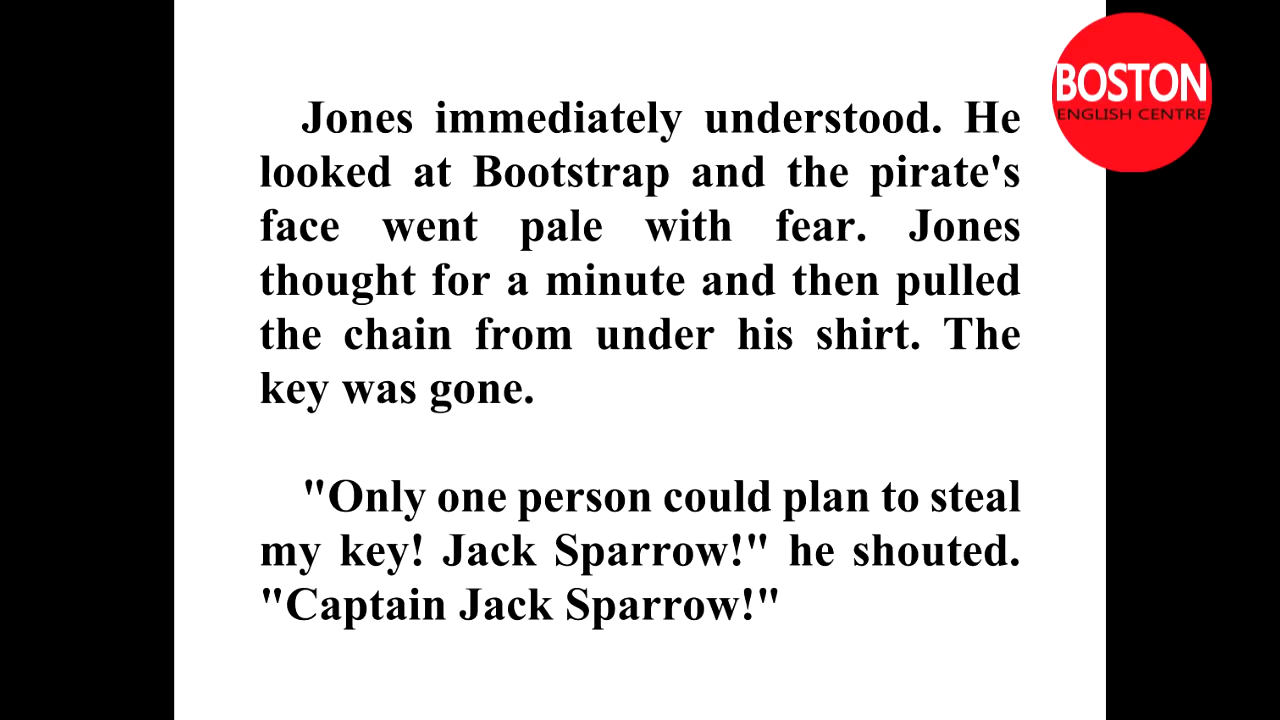 BOSTON
ENGLISH CENTRE
Jones immediately understood. He
looked at Bootstrap and the pirate's
face went pale with fear. Jones
thought for a minute and then pulled
the chain from under his shirt. The
key was gone.
"Only one person could plan to steal
my key! Jack Sparrow!" he shouted.
"Captain Jack Sparrow!"